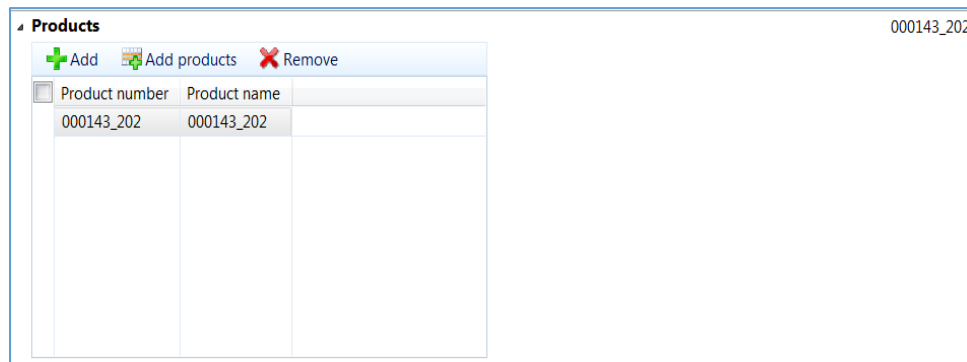 Products 000143_202
Add Add products Remove
Product number Product name
000143_202 000143_202